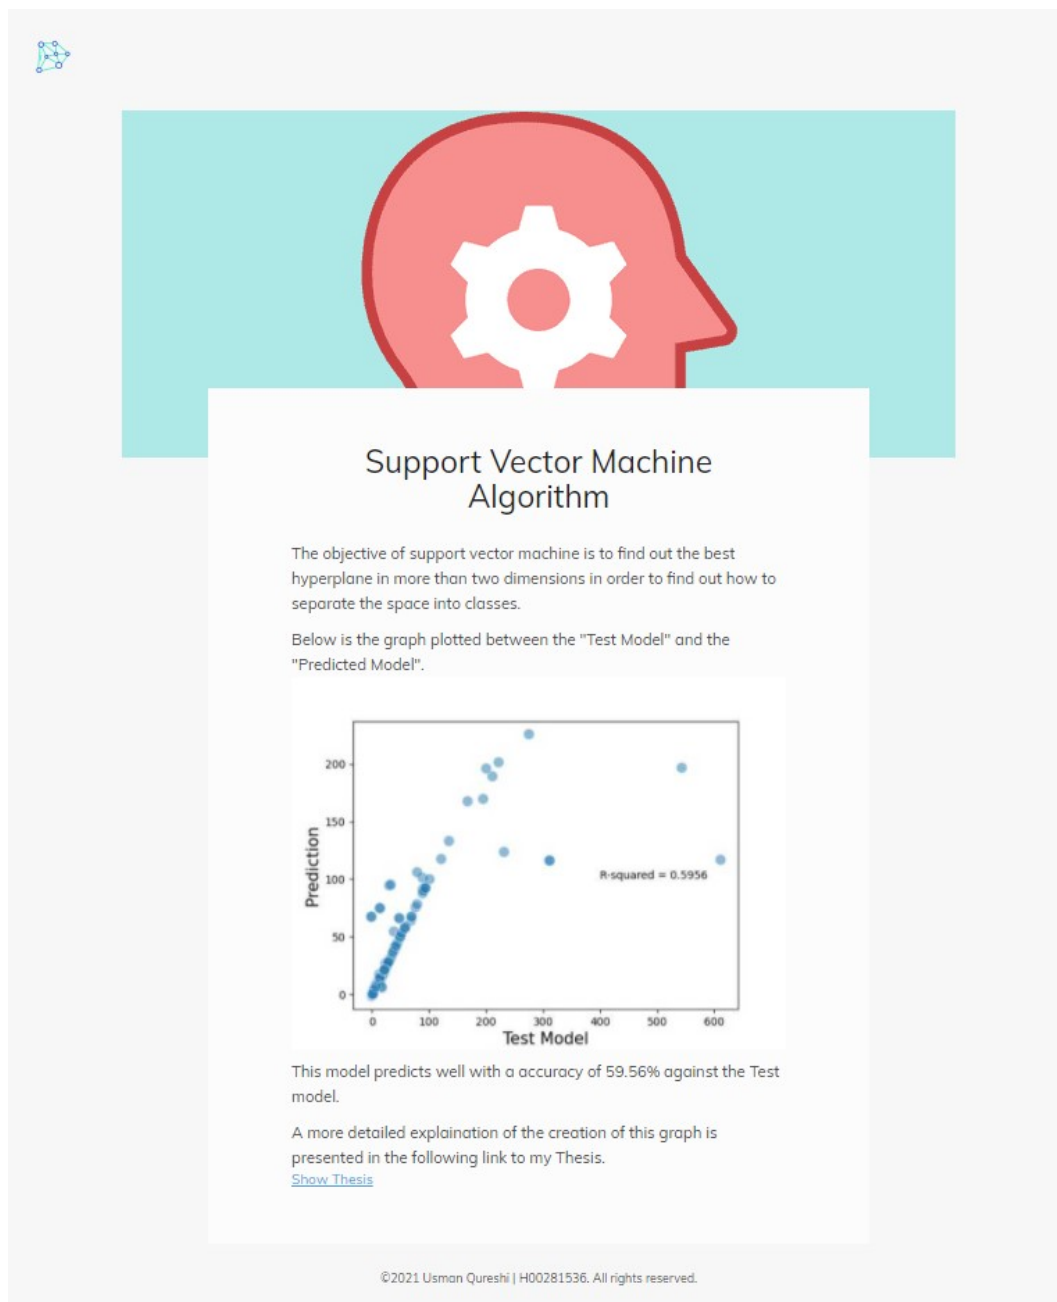 Support Vector Machine
Algorithm
The objective of support vector machine is to find out the best
hyperplane in more than two dimensions in order to find out how to
separate the space into classes.
Below is the graph plotted between the "Test Model" and the
"Predicted Model".
200
150
100
50
0
Prediction
R-squared = 0.5956
0 100 200 300 400 500 600
Test Model
This model predicts well with a accuracy of 59.56% against the Test
model.
A more detailed explaination of the creation of this graph is
presented in the following link to my Thesis.
Show Thesis
©2021 Usman Qureshi | H00281536. All rights reserved.